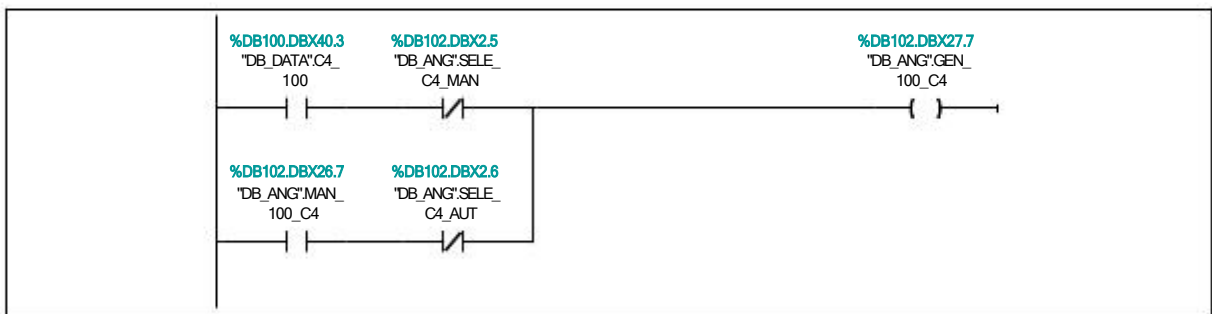 %DB100.DBX40.3
"DB_DATA".C4_
100
%DB102.DBX2.5
"DB_ANG".SELE_
C4_MAN
%DB102.DBX27.7
"DB_ANG".GEN_
100_C4
%DB102.DBX26.7
"DB_ANG".MAN_
100_C4
%DB102.DBX2.6
"DB_ANG".SELE_
C4_AUT